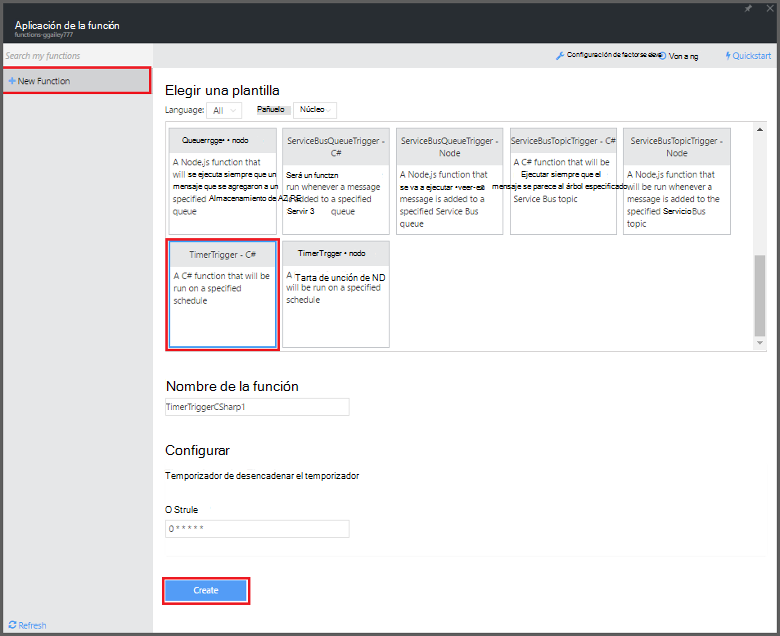 Aplicación de la función
functions-ggailey777
Search my functions
Configuración de factorse
Von a ng
Quickstart
New Function
Elegir una plantilla
Language: All
Pañuelo
Núcleo
Queuerrgger • nodo
A Node.js function that
will se ejecuta siempre que un
mensaje que se agregaron a un
specified Almacenamiento de AZ RE
queue
ServiceBusQueueTrigger -
C#
Será un functzn
run whenever a message
added to a specified
Servir 3 queue
ServiceBusQueueTrigger -
Node
A Node.js function that
se va a ejecutar
message is added to a
specified Service Bus
queue
ServiceBusTopicTrigger - C#
A C# function that will be
Ejecutar siempre que el
mensaje se parece al árbol especificado
Service Bus topic
ServiceBusTopicTrigger -
Node
A Node.js function that
will be run whenever a
message is added to the
specified Servicio Bus
topic
TimerTrigger - C#
A C# function that will be
run on a specified
schedule
TimerTrgger • nodo
A Tarta de unción de ND
will be run on a specified
schedule
Nombre de la función
TimerTriggerCSharp1
Configurar
Temporizador de desencadenar el temporizador
O Strule
0 * * * * *
Create
Refresh